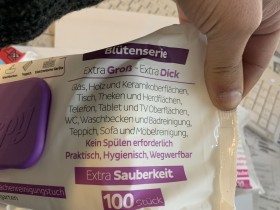 Blütenserie
Extra Groß - Extra Dick
Glas, Holz und Keramikoberflächen,
Tisch, Theken und Herdflächen,
Telefon, Tablet und TV Oberflächen,
WC, Waschbecken und Badreinigung,
Teppich, Sofa und Möbelreinigung,
Kein Spülen erforderlich
Praktisch, Hygienisch, Wegwerfbar
Extra Sauberkeit
100 Stück